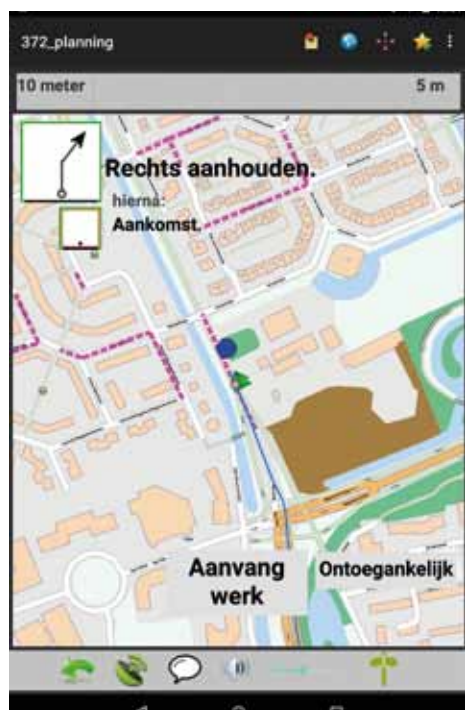 372_planning
10 meter 5 m
Rechts aanhouden.
hierna:
Aankomst.
Aanvang
werk
Ontoegankelijk